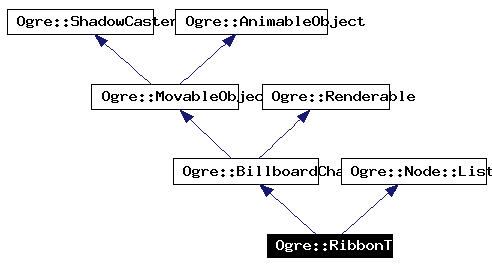 Ogre::ShadowCaster
Ogre::AnimableObject
Ogre::MovableObjec
Ogre::Renderable
Ogre::BillboardCha
Ogre::Node::List
Ogre::RibbonT